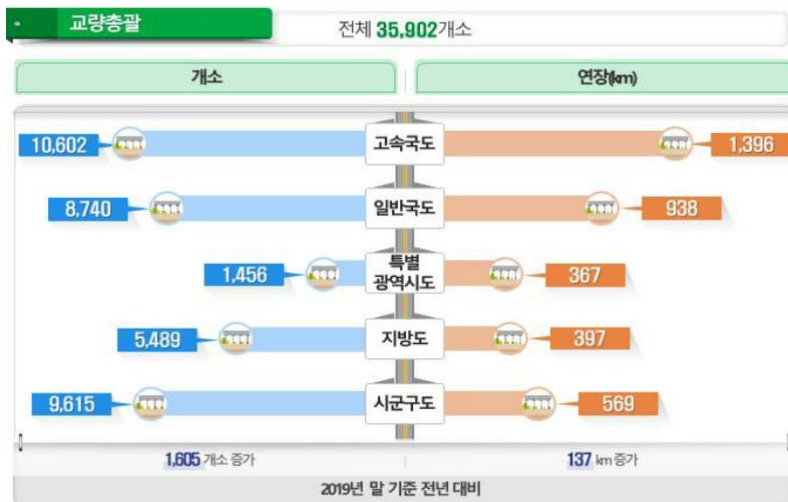 교량총괄
전체 35,902개소
개소
연장(km)
10,602 고속국도 1,396
8,740 일반국도 938
특별
1,456 광역시도 367
5,489 지방도 397
9,615 시군구도 569
1,605 개소 증가
137 km 증가
2019년 말 기준 전년 대비